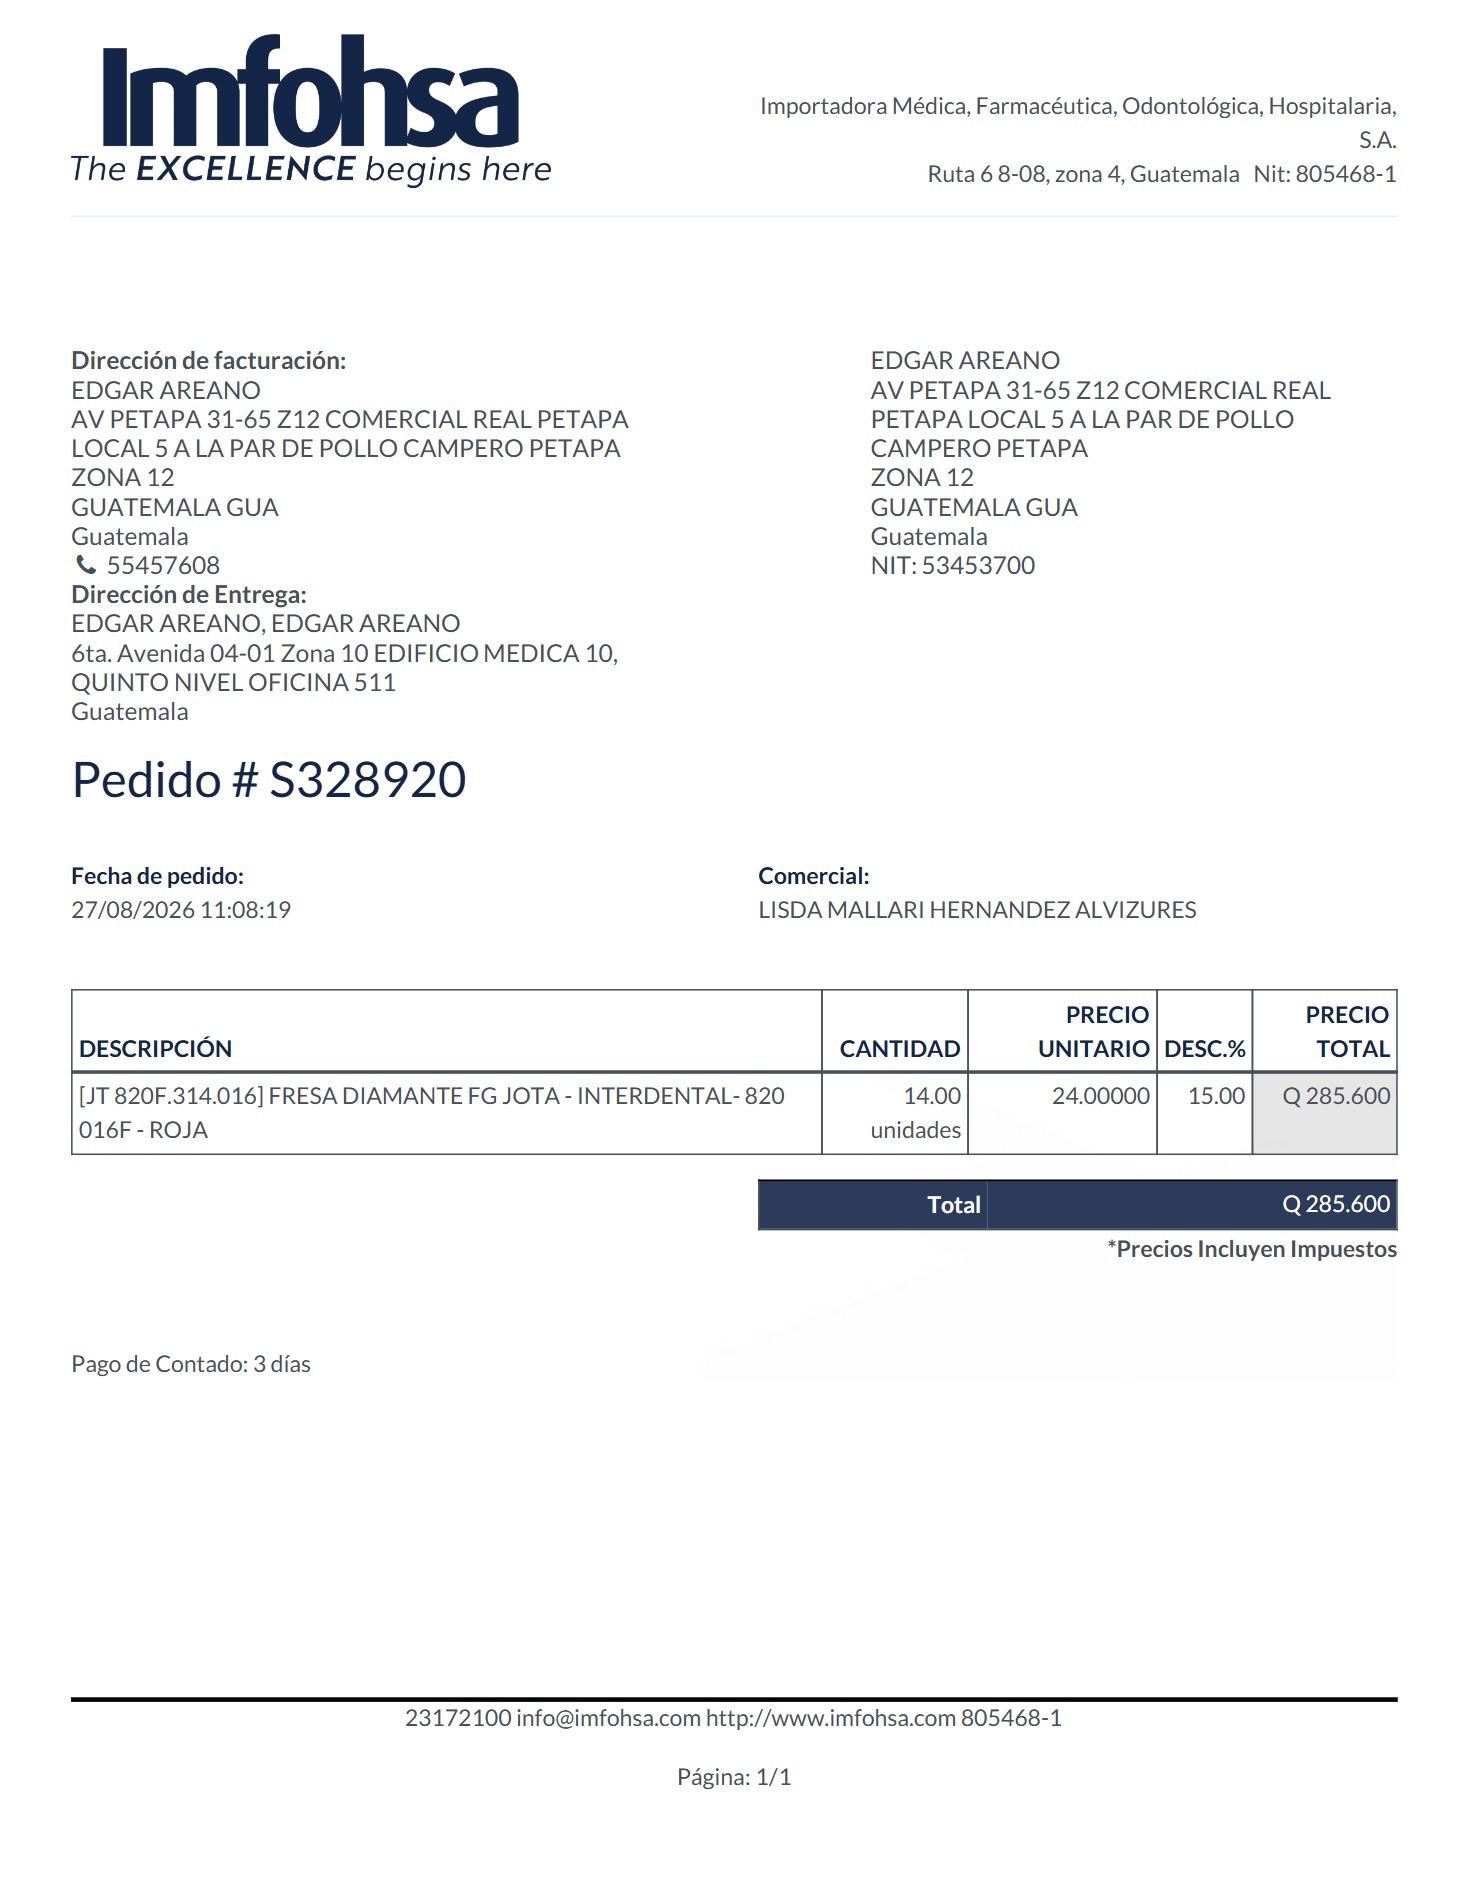 Imfohsa
The EXCELLENCE begins here
Importadora Médica, Farmacéutica, Odontológica, Hospitalaria,
S.A.
Ruta 6 8-08, zona 4, Guatemala Nit: 805468-1
Dirección de facturación:
EDGAR AREANO
AV PETAPA 31-65 Z12 COMERCIAL REAL PETAPA
LOCAL 5 A LA PAR DE POLLO CAMPERO PETAPA
ZONA 12
GUATEMALA GUA
Guatemala
55457608
Dirección de Entrega:
EDGAR AREANO, EDGAR AREANO
6ta. Avenida 04-01 Zona 10 EDIFICIO MEDICA 10,
QUINTO NIVEL OFICINA 511
Guatemala
EDGAR AREANO
AV PETAPA 31-65 Z12 COMERCIAL REAL
PETAPA LOCAL 5 A LA PAR DE POLLO
CAMPERO PETAPA
ZONA 12
GUATEMALA GUA
Guatemala
NIT: 53453700
Pedido # S328920
Fecha de pedido:
27/08/2026 11:08:19
Comercial:
LISDA MALLARI HERNANDEZ ALVIZURES
DESCRIPCIÓN CANTIDAD PRECIO UNITARIO DESC.% PRECIO TOTAL
[JT 820F.314.016] FRESA DIAMANTE FG JOTA - INTERDENTAL- 820 14.00 24.00000 15.00 Q 285.600
016F - ROJA unidades
Total Q 285.600
*Precios Incluyen Impuestos
Pago de Contado: 3 días
23172100 info@imfohsa.com http://www.imfohsa.com 805468-1
Página: 1/1